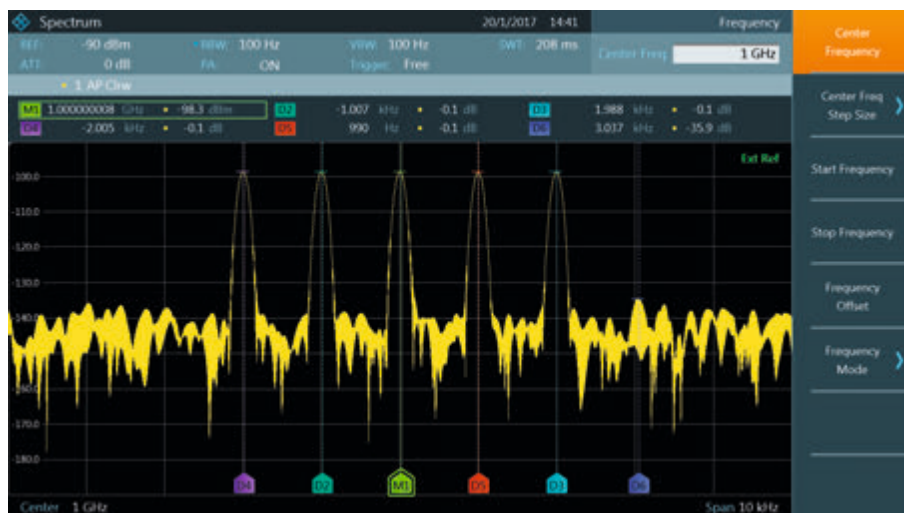 Spectrum 20/1/2017 14:41 Frequency
REF: -90 dBm RBW: 100 Hz VBW: 100 Hz SWT: 208 ms Center Freq 1 GHz
ATT: 0 dB PA: ON Trigger: Free
1 AP Clrw
M1 1.000000008 GHz -98.3 dBm D2 -1.007 kHz -0.1 dB D3 1.988 kHz -0.1 dB
D4 -2.005 kHz -0.1 dB D5 990 Hz -0.1 dB D6 3.037 kHz -35.9 dB
Ext Ref
-100.0
-110.0
-120.0
-130.0
-140.0
-160.0
-170.0
-180.0
D4 D2 M1 D5 D3 D6
Center 1 GHz Span 10 kHz
Center
Frequency
Center Freq
Step Size
Start Frequency
Stop Frequency
Frequency
Offset
Frequency
Mode